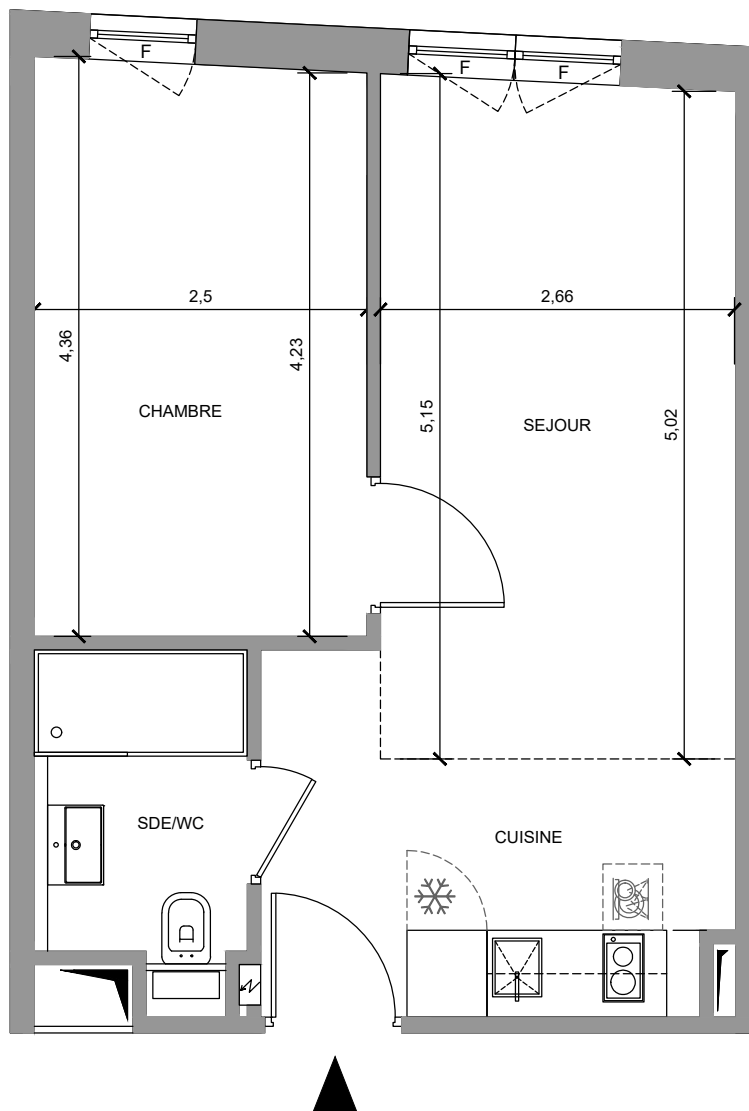 F
F
F
2,5
2,66
4,36
4,23
5,15
5,02
CHAMBRE
SEJOUR
SDE/WC
CUISINE